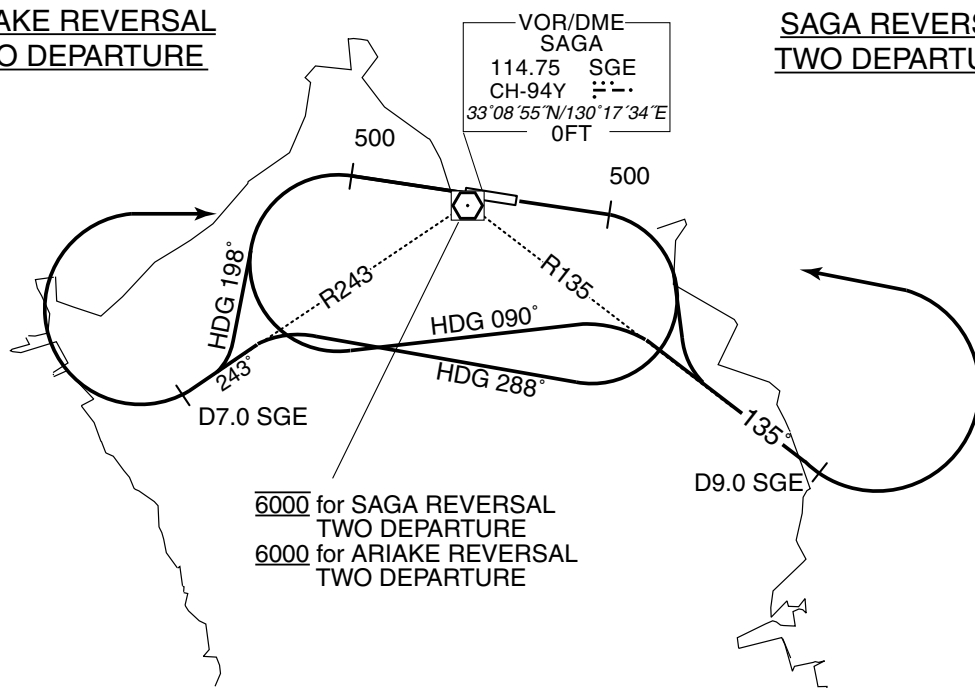 AKE REVERSAL
O DEPARTURE
VOR/DME
SAGA
114.75 SGE
CH-94Y
33°08´55˝N/130°17´34˝E
0FT
SAGA REVERS
TWO DEPARTU
500
500
HDG 198°
R243
R135
HDG 090°
HDG 288°
243°
D7.0 SGE
135°
D9.0 SGE
6000 for SAGA REVERSAL
TWO DEPARTURE
6000 for ARIAKE REVERSAL
TWO DEPARTURE